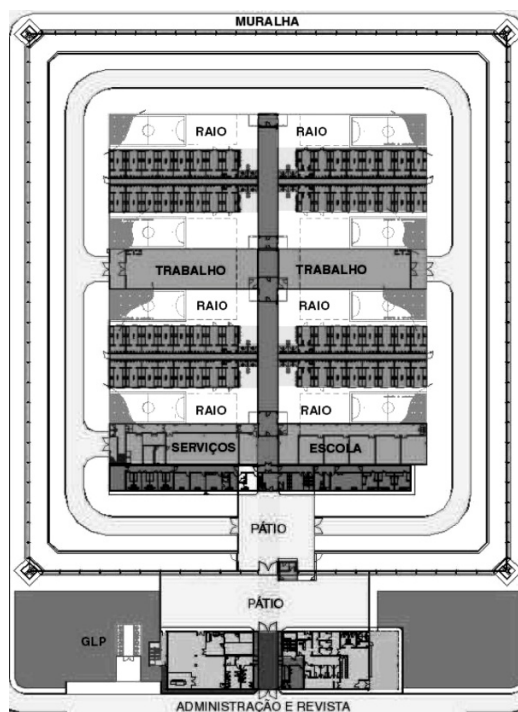 MURALHA
RAIO RAIO
TRABALHO TRABALHO
RAIO RAIO
RAIO RAIO
SERVIÇOS ESCOLA
PÁTIO
PÁTIO
GLP
ADMINISTRAÇÃO E REVISTA